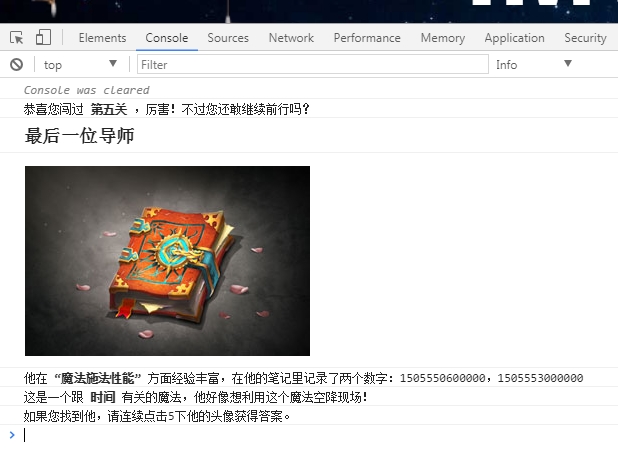 Elements Console Sources Network Performance Memory Application Security
top Filter Info
Console was cleared
恭喜您闯过 第五关 ，厉害！不过您还敢继续前行吗？
最后一位导师
他在 “魔法施法性能” 方面经验丰富，在他的笔记里记录了两个数字：1505550600000，1505553000000
这是一个跟 时间 有关的魔法，他好像想利用这个魔法空降现场！
如果您找到他，请连续点击5下他的头像获得答案。